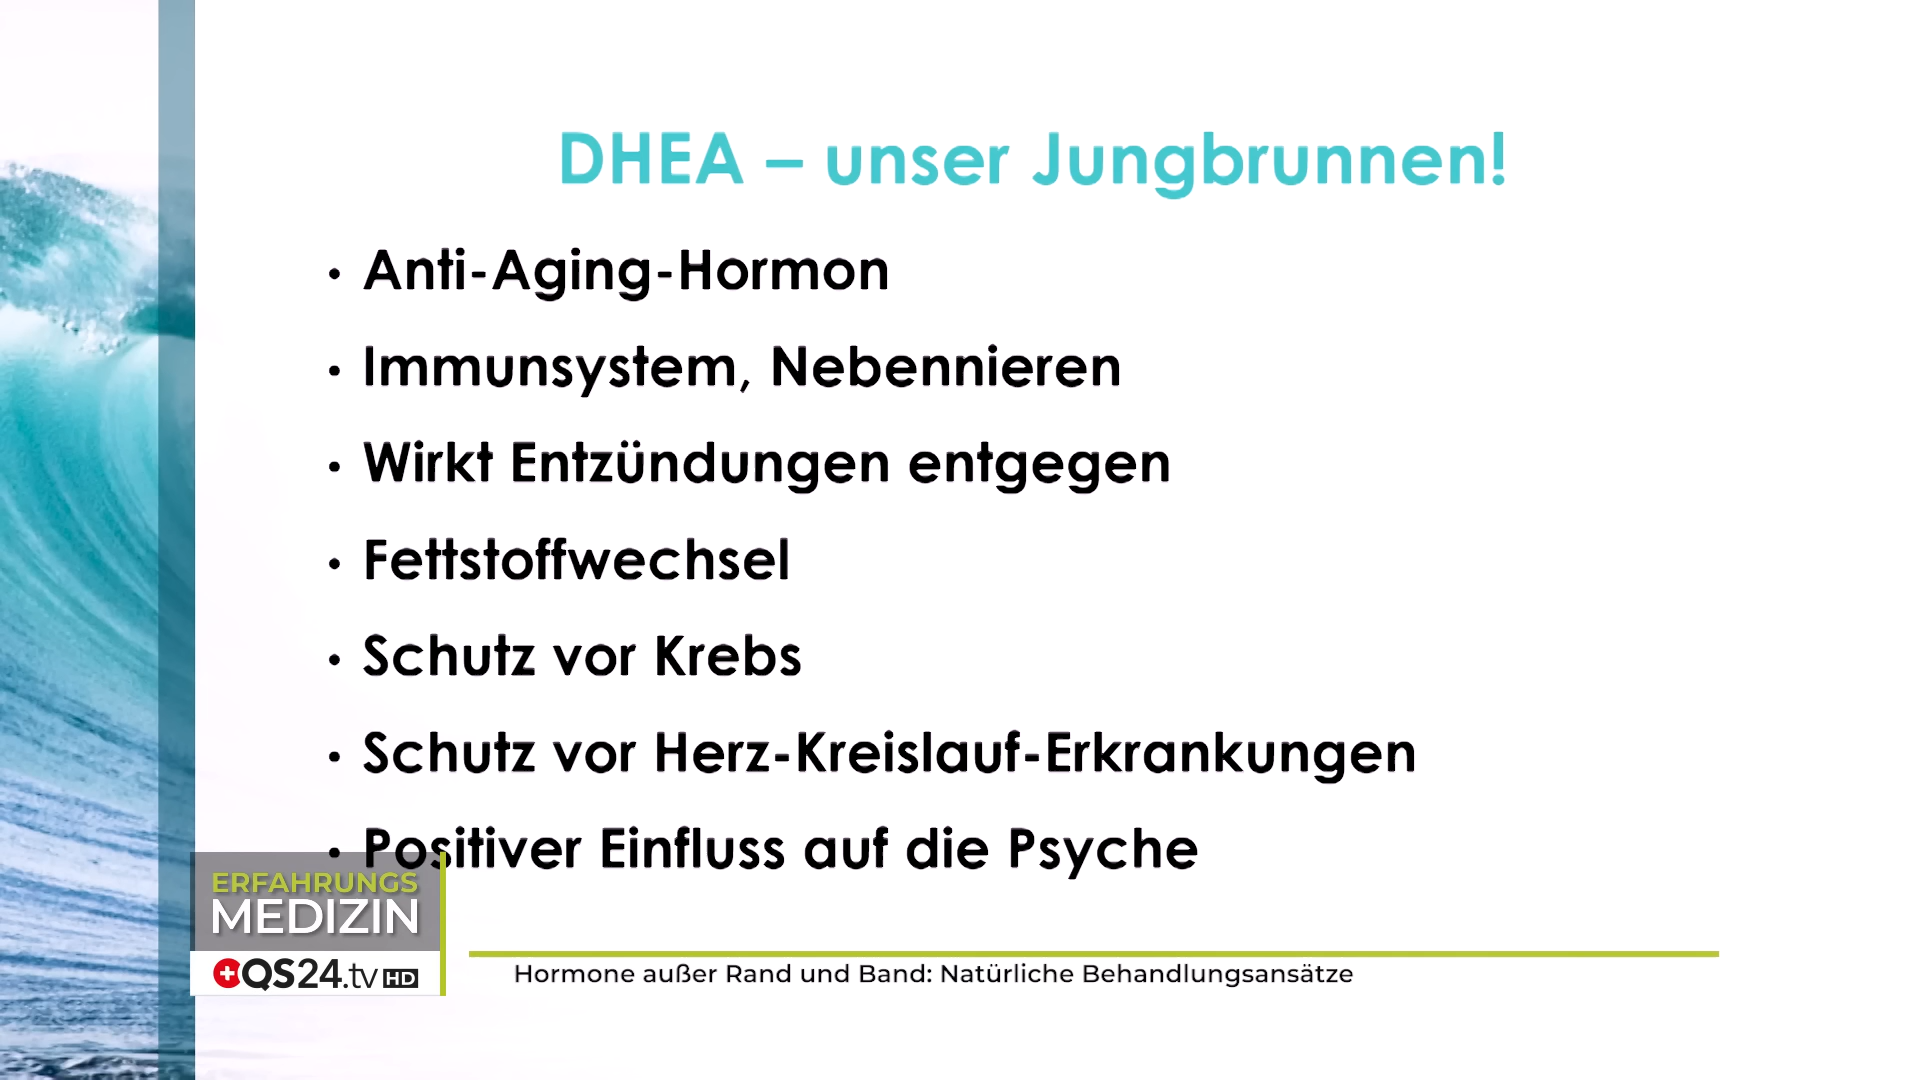 DHEA – unser Jungbrunnen!
• Anti-Aging-Hormon
• Immunsystem, Nebennieren
• Wirkt Entzündungen entgegen
• Fettstoffwechsel
• Schutz vor Krebs
• Schutz vor Herz-Kreislauf-Erkrankungen
• Positiver Einfluss auf die Psyche
ERFAHRUNGS
MEDIZIN
QS24.tv HD
Hormone außer Rand und Band: Natürliche Behandlungsansätze